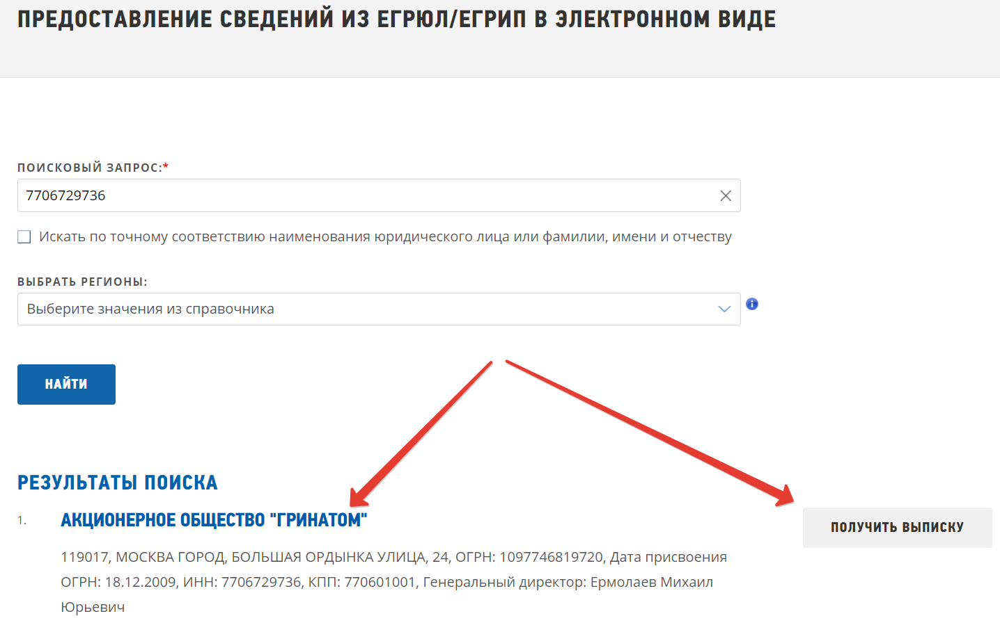 ПРЕДОСТАВЛЕНИЕ СВЕДЕНИЙ ИЗ ЕГРЮЛ/ЕГРИП В ЭЛЕКТРОННОМ ВИДЕ
ПОИСКОВЫЙ ЗАПРОС:*
7706729736
Искать по точному соответствию наименования юридического лица или фамилии, имени и отчеству
ВЫБРАТЬ РЕГИОНЫ:
Выберите значения из справочника
НАЙТИ
РЕЗУЛЬТАТЫ ПОИСКА
1. АКЦИОНЕРНОЕ ОБЩЕСТВО "ГРИНАТОМ"
ПОЛУЧИТЬ ВЫПИСКУ
119017, МОСКВА ГОРОД, БОЛЬШАЯ ОРДЫНКА УЛИЦА, 24, ОГРН: 1097746819720, Дата присвоения
ОГРН: 18.12.2009, ИНН: 7706729736, КПП: 770601001, Генеральный директор: Ермолаев Михаил
Юрьевич